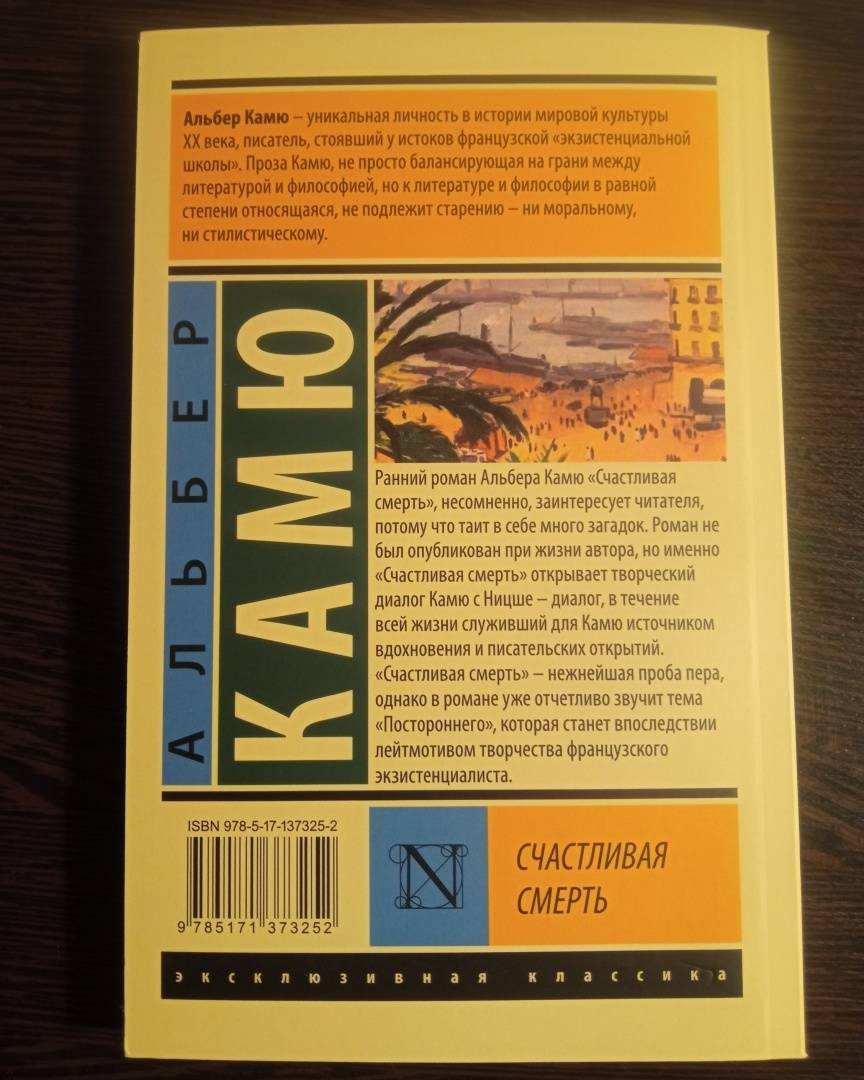 Альбер Камю – уникальная личность в истории мировой культуры
XX века, писатель, стоявший у истоков французской «экзистенциальной
школы». Проза Камю, не просто балансирующая на грани между
литературой и философией, но к литературе и философии в равной
степени относящаяся, не подлежит старению – ни моральному,
ни стилистическому.
АЛЬБЕР
КАМЮ
Ранний роман Альбера Камю «Счастливая
смерть», несомненно, заинтересует читателя,
потому что таит в себе много загадок. Роман не
был опубликован при жизни автора, но именно
«Счастливая смерть» открывает творческий
диалог Камю с Ницше – диалог, в течение
всей жизни служивший для Камю источником
вдохновения и писательских открытий.
«Счастливая смерть» – нежнейшая проба пера,
однако в романе уже отчетливо звучит тема
«Постороннего», которая станет впоследствии
лейтмотивом творчества французского
экзистенциалиста.
ISBN 978-5-17-137325-2
9 785171 373252
N
СЧАСТЛИВАЯ
СМЕРТЬ
эксклюзивная классика